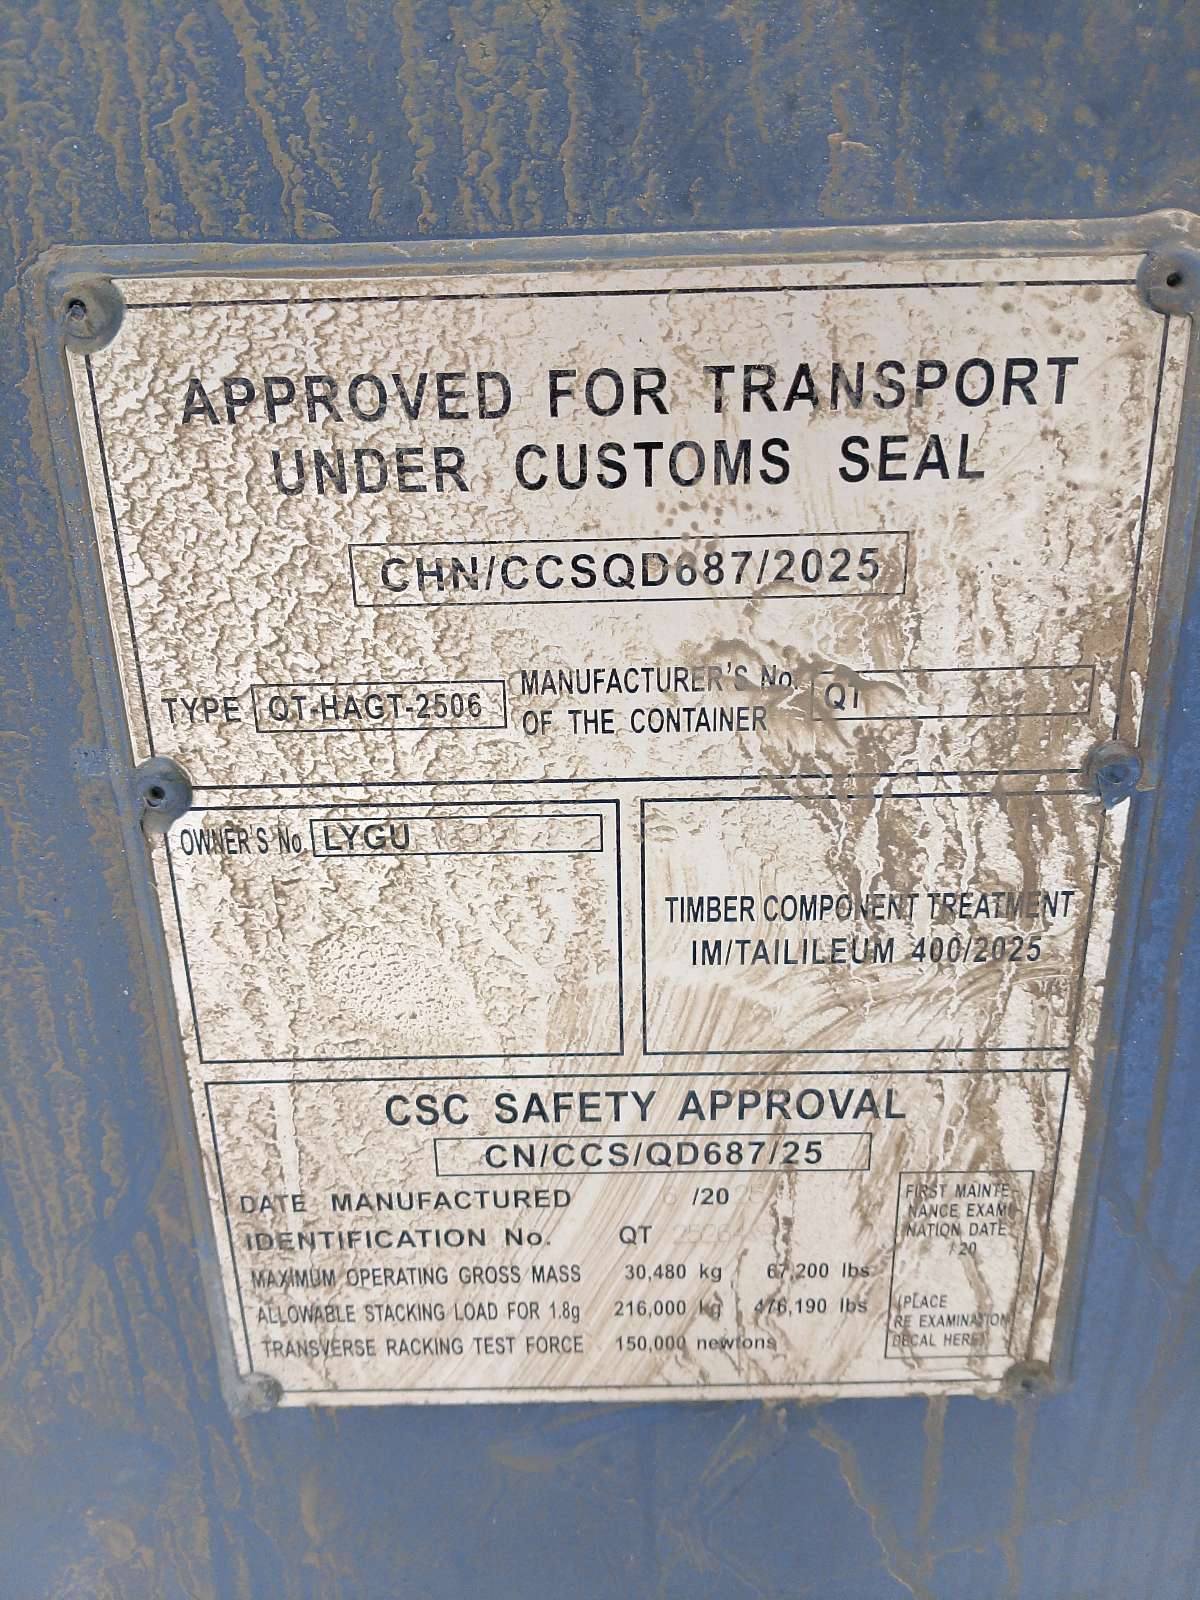 APPROVED FOR TRANSPORT
UNDER CUSTOMS SEAL
CHN/CCSQD687/2025
TYPE QT-HAGT-2506
MANUFACTURER'S No.
OF THE CONTAINER
QT
OWNER'S No. LYGU
TIMBER COMPONENT TREATMENT
IM/TAILILEUM 400/2025
CSC SAFETY APPROVAL
CN/CCS/QD687/25
DATE MANUFACTURED /20
IDENTIFICATION No. QT
MAXIMUM OPERATING GROSS MASS 30,480 kg 67,200 lbs
ALLOWABLE STACKING LOAD FOR 1.8g 216,000 kg 476,190 lbs
TRANSVERSE RACKING TEST FORCE 150,000 newtons
FIRST MAINTE-
NANCE EXAMI-
NATION DATE
/20
(PLACE
RE EXAMINATION
DECAL HERE)